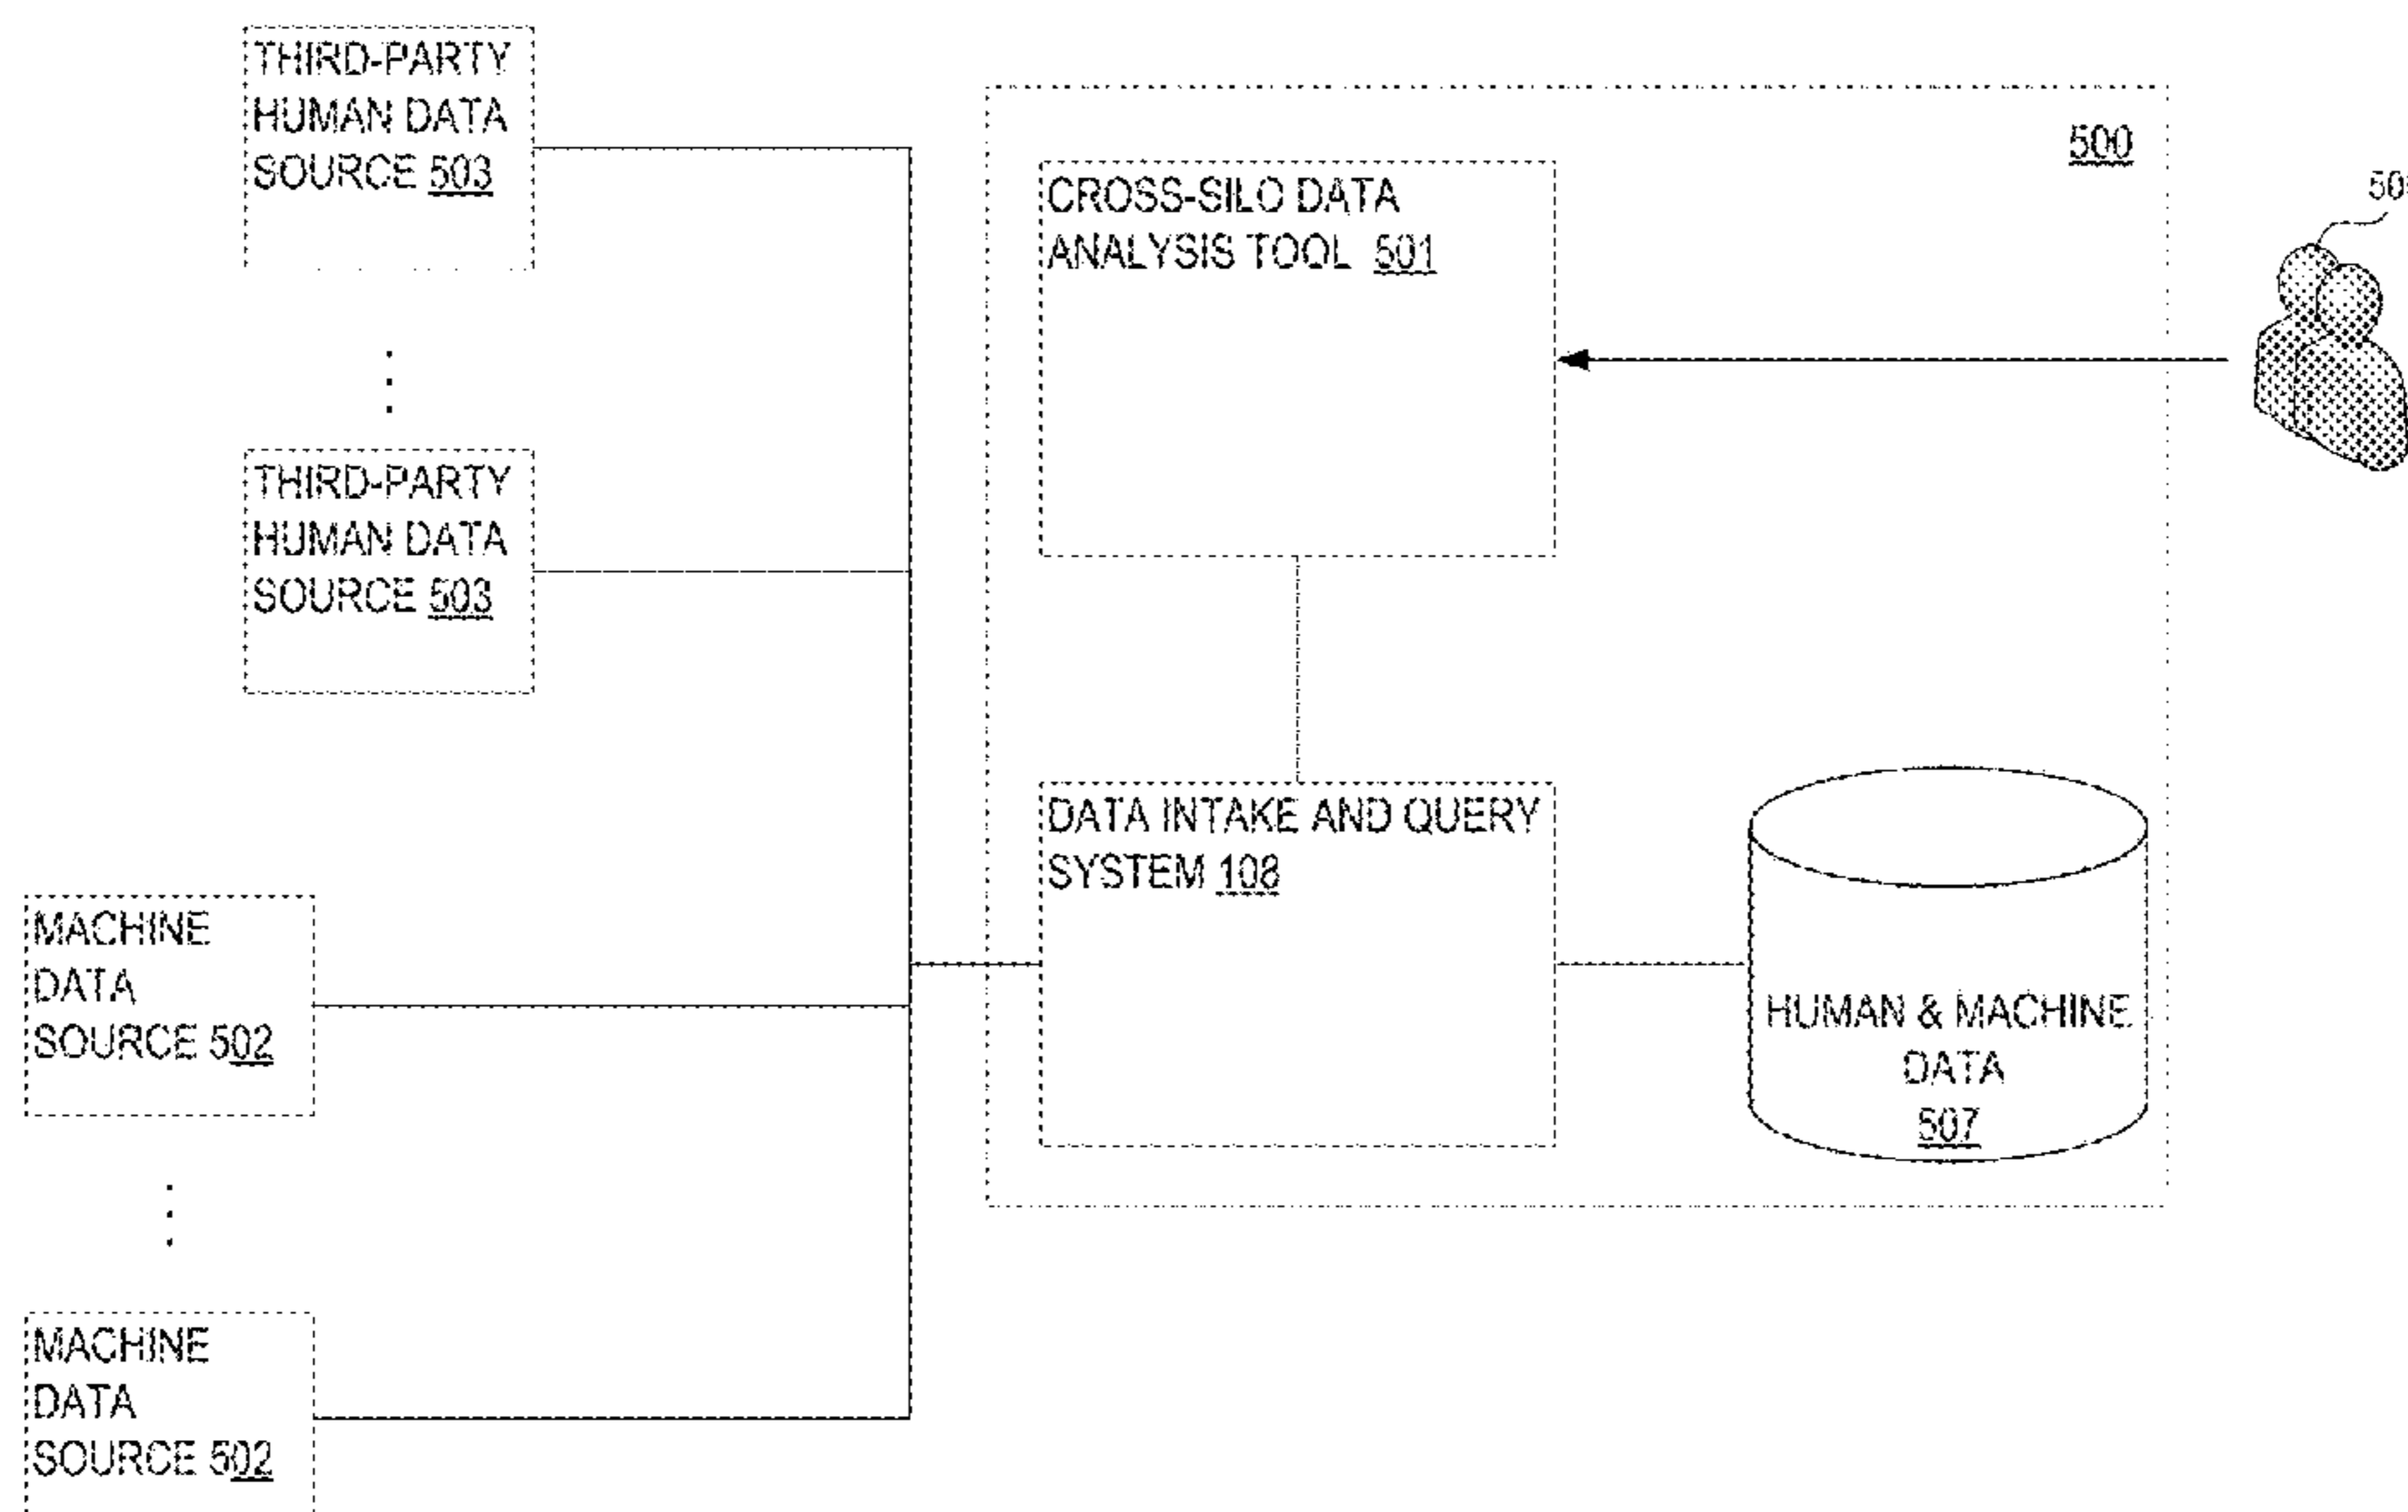 THIRD-PARTY
HUMAN DATA
SOURCE 503
THIRD-PARTY
HUMAN DATA
SOURCE 503
MACHINE
DATA
SOURCE 502
MACHINE
DATA
SOURCE 502
500
CROSS-SILO DATA
ANALYSIS TOOL 501
DATA INTAKE AND QUERY
SYSTEM 108
HUMAN & MACHINE
DATA
507